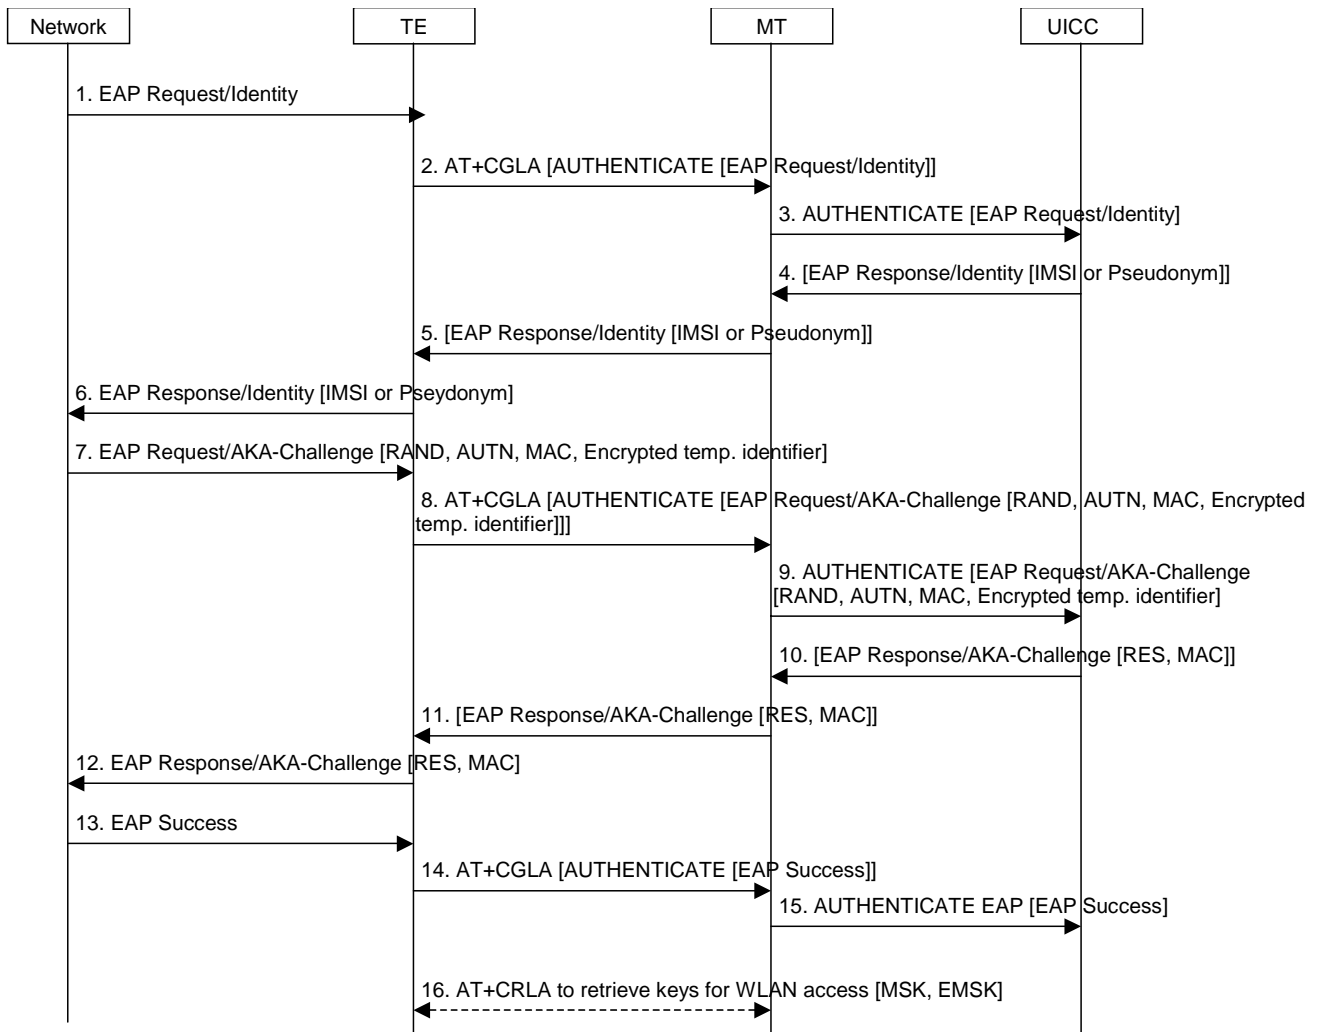 Network
TE
MT
UICC
1. EAP Request/Identity
2. AT+CGLA [AUTHENTICATE [EAP Request/Identity]]
3. AUTHENTICATE [EAP Request/Identity]
4. [EAP Response/Identity [IMSI or Pseudonym]]
5. [EAP Response/Identity [IMSI or Pseudonym]]
6. EAP Response/Identity [IMSI or Pseydonym]
7. EAP Request/AKA-Challenge [RAND, AUTN, MAC, Encrypted temp. identifier]
8. AT+CGLA [AUTHENTICATE [EAP Request/AKA-Challenge [RAND, AUTN, MAC, Encrypted
temp. identifier]]]
9. AUTHENTICATE [EAP Request/AKA-Challenge
[RAND, AUTN, MAC, Encrypted temp. identifier]
10. [EAP Response/AKA-Challenge [RES, MAC]]
11. [EAP Response/AKA-Challenge [RES, MAC]]
12. EAP Response/AKA-Challenge [RES, MAC]
13. EAP Success
14. AT+CGLA [AUTHENTICATE [EAP Success]]
15. AUTHENTICATE EAP [EAP Success]
16. AT+CRLA to retrieve keys for WLAN access [MSK, EMSK]